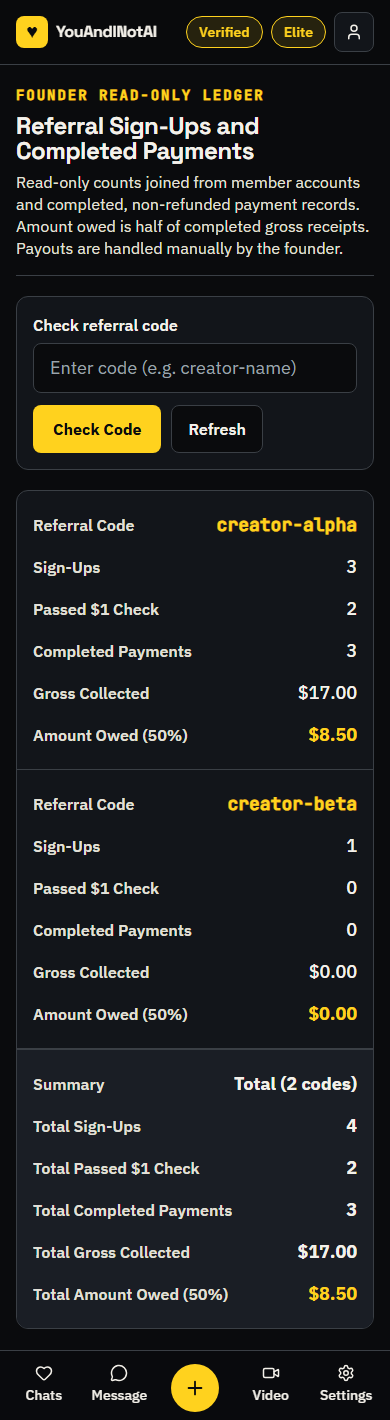 ♥ YouAndINotAI Verified Elite
FOUNDER READ-ONLY LEDGER
Referral Sign-Ups and
Completed Payments
Read-only counts joined from member accounts
and completed, non-refunded payment records.
Amount owed is half of completed gross receipts.
Payouts are handled manually by the founder.
Check referral code
Enter code (e.g. creator-name)
Check Code Refresh
Referral Code creator-alpha
Sign-Ups 3
Passed $1 Check 2
Completed Payments 3
Gross Collected $17.00
Amount Owed (50%) $8.50
Referral Code creator-beta
Sign-Ups 1
Passed $1 Check 0
Completed Payments 0
Gross Collected $0.00
Amount Owed (50%) $0.00
Summary Total (2 codes)
Total Sign-Ups 4
Total Passed $1 Check 2
Total Completed Payments 3
Total Gross Collected $17.00
Total Amount Owed (50%) $8.50
Chats Message + Video Settings